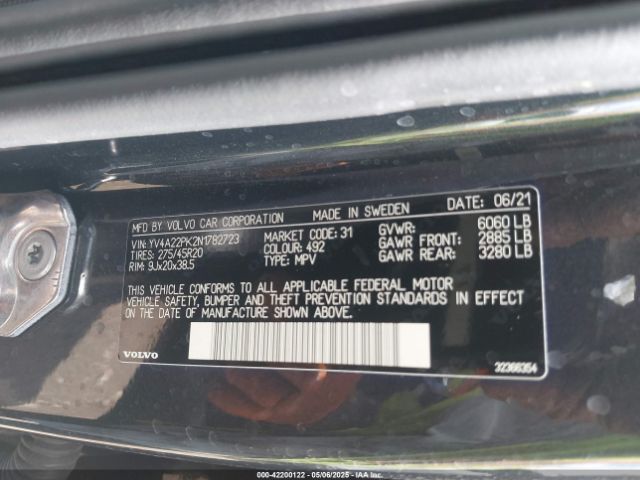 MFD BY VOLVO CAR CORPORATION MADE IN SWEDEN DATE: 06/21
VIN: YV4A22PK2N1782723 MARKET CODE: 31 GVWR: 6060 LB
TIRES: 275/45R20 COLOUR: 492 GAWR FRONT: 2885 LB
RIM: 9Jx20x38.5 TYPE: MPV GAWR REAR: 3280 LB
THIS VEHICLE CONFORMS TO ALL APPLICABLE FEDERAL MOTOR
VEHICLE SAFETY, BUMPER AND THEFT PREVENTION STANDARDS IN EFFECT
ON THE DATE OF MANUFACTURE SHOWN ABOVE.
VOLVO 32366354
000-42200122 - 05/06/2025 - IAAI.COM